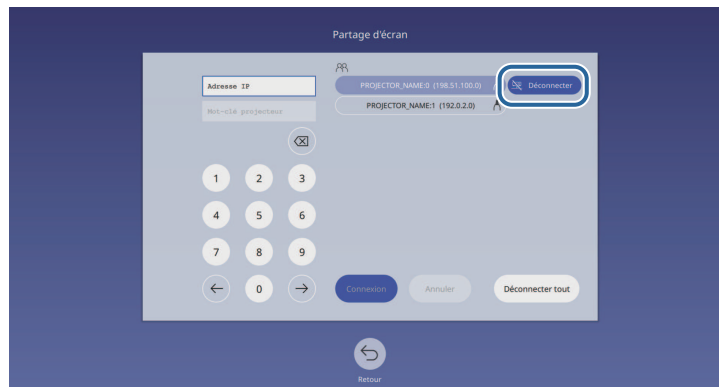 Partage d'écran
Adresse IP
Mot-clé projecteur
PROJECTOR_NAME:0 (198.51.100.0)
Déconnecter
PROJECTOR_NAME:1 (192.0.2.0)
1 2 3
4 5 6
7 8 9
0
Connexion Annuler Déconnecter tout
Retour